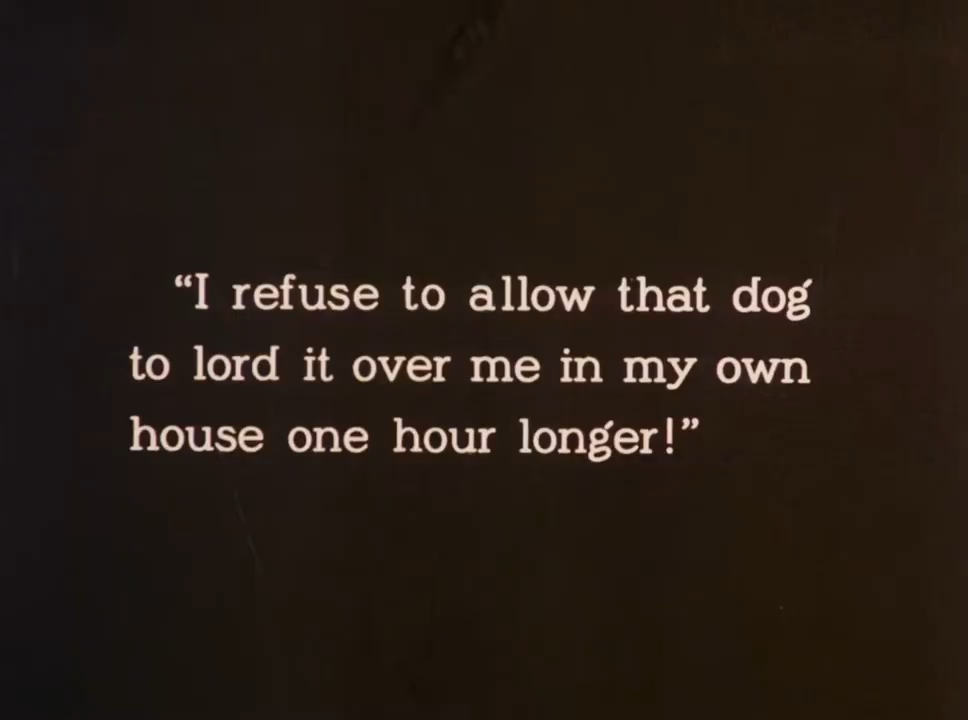 “I refuse to allow that dog
to lord it over me in my own
house one hour longer!”